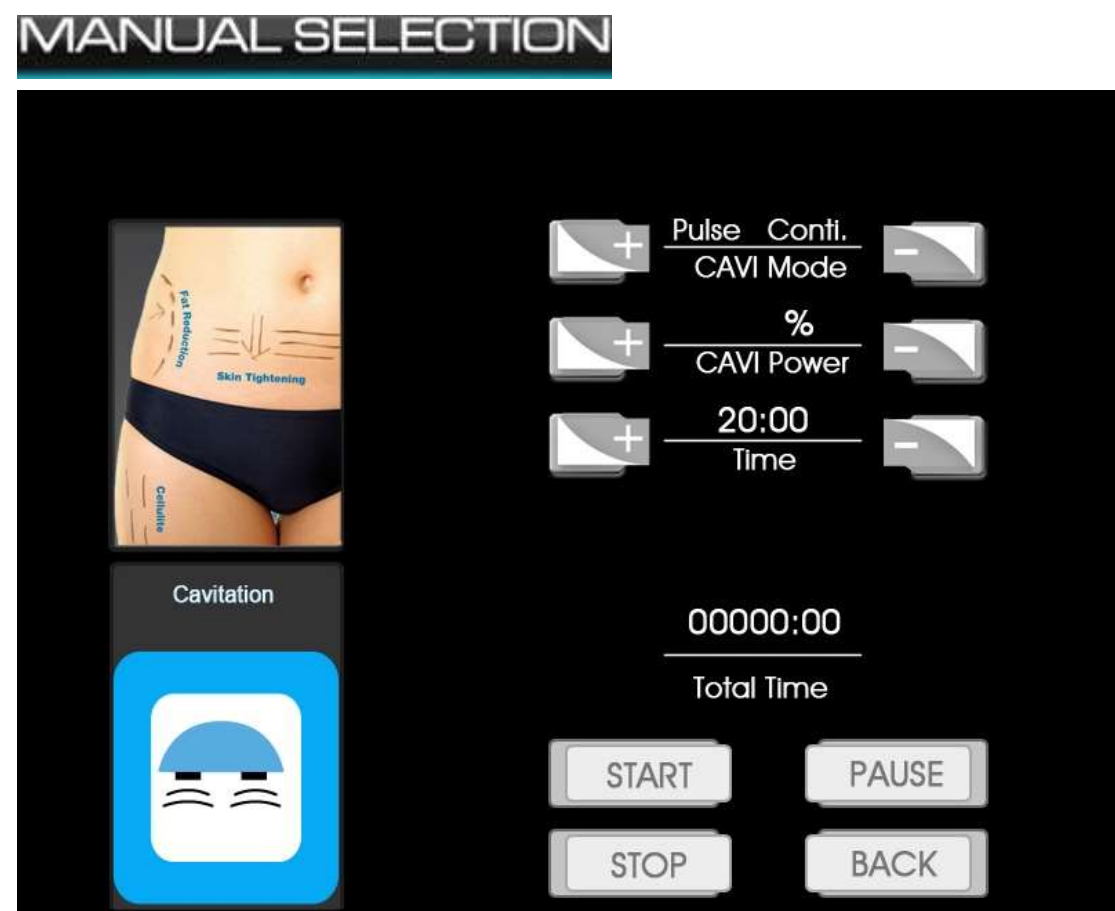 MANUAL SELECTION
Fat Reduction
Skin Tightening
Cellulite
Cavitation
Pulse Conti.
CAVI Mode
+
-
%
CAVI Power
+
-
20:00
Time
+
-
00000:00
Total Time
START
PAUSE
STOP
BACK